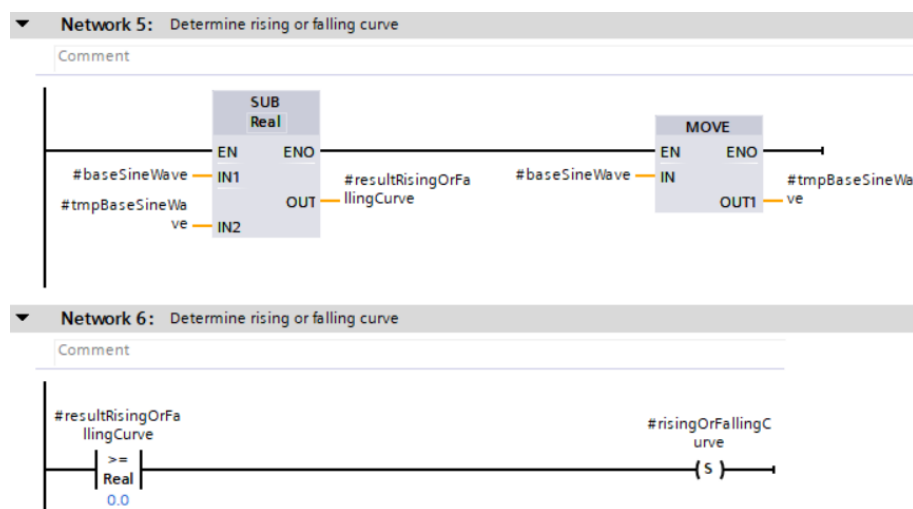 Network 5: Determine rising or falling curve
Comment
SUB
Real
EN ENO
#baseSineWave IN1
#tmpBaseSineWa
ve IN2
OUT #resultRisingOrFa
llingCurve
MOVE
EN ENO
#baseSineWave IN
OUT1 #tmpBaseSineWa
ve
Network 6: Determine rising or falling curve
Comment
#resultRisingOrFa
llingCurve
>=
Real
0.0
#risingOrFallingC
urve
S